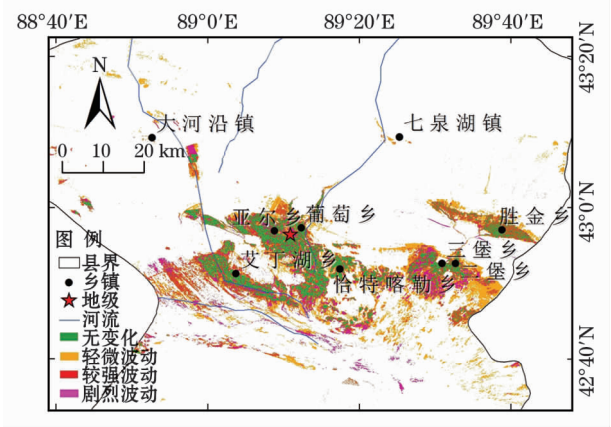 88°40′E 89°0′E 89°20′E 89°40′E
43°20′N
N
大河沿镇
七泉湖镇
0 10 20 km
43°0′N
亚尔乡
葡萄乡
胜金乡
图 例
县界
三堡乡
乡镇
艾丁湖乡
二堡乡
地级
恰特喀勒乡
河流
无变化
轻微波动
42°40′N
较强波动
剧烈波动